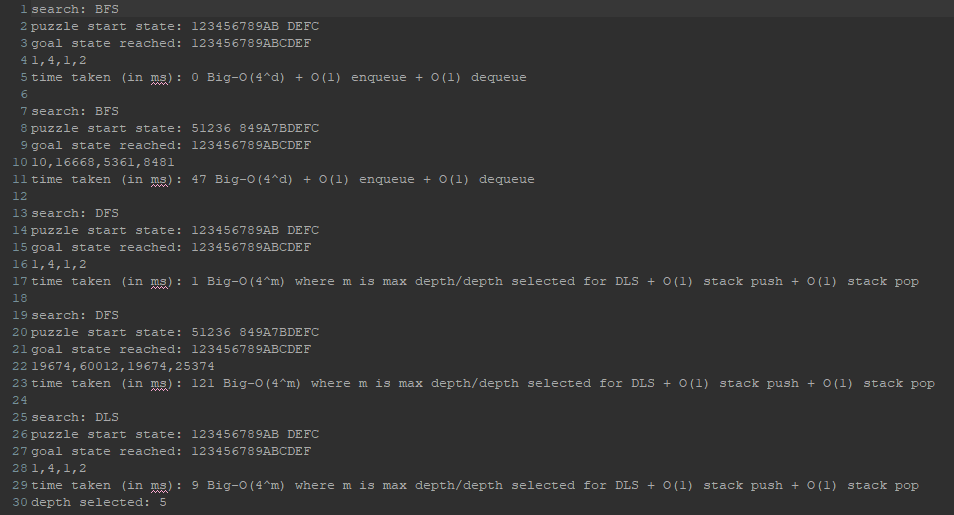 1 search: BFS
2 puzzle start state: 123456789AB DEFC
3 goal state reached: 123456789ABCDEF
4 1,4,1,2
5 time taken (in ms): 0 Big-O(4^d) + O(1) enqueue + O(1) dequeue
6
7 search: BFS
8 puzzle start state: 51236 849A7BDEFC
9 goal state reached: 123456789ABCDEF
10 10,16668,5361,8481
11 time taken (in ms): 47 Big-O(4^d) + O(1) enqueue + O(1) dequeue
12
13 search: DFS
14 puzzle start state: 123456789AB DEFC
15 goal state reached: 123456789ABCDEF
16 1,4,1,2
17 time taken (in ms): 1 Big-O(4^m) where m is max depth/depth selected for DLS + O(1) stack push + O(1) stack pop
18
19 search: DFS
20 puzzle start state: 51236 849A7BDEFC
21 goal state reached: 123456789ABCDEF
22 19674,60012,19674,25374
23 time taken (in ms): 121 Big-O(4^m) where m is max depth/depth selected for DLS + O(1) stack push + O(1) stack pop
24
25 search: DLS
26 puzzle start state: 123456789AB DEFC
27 goal state reached: 123456789ABCDEF
28 1,4,1,2
29 time taken (in ms): 9 Big-O(4^m) where m is max depth/depth selected for DLS + O(1) stack push + O(1) stack pop
30 depth selected: 5